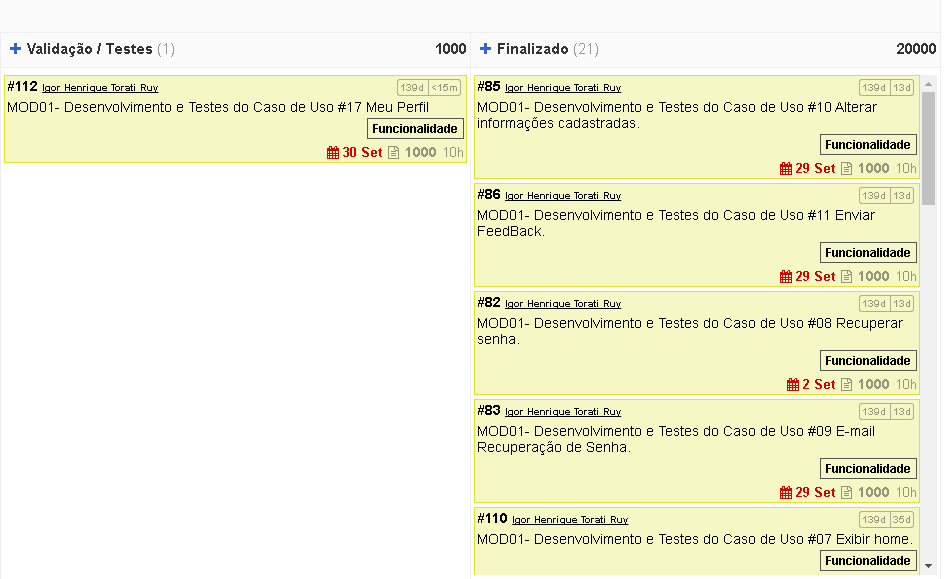 Validação / Testes (1) 1000
#112 Igor Henrique Torati Ruy 139d <15m
MOD01- Desenvolvimento e Testes do Caso de Uso #17 Meu Perfil
Funcionalidade
30 Set 1000 10h
Finalizado (21) 20000
#85 Igor Henrique Torati Ruy 139d 13d
MOD01- Desenvolvimento e Testes do Caso de Uso #10 Alterar
informações cadastradas.
Funcionalidade
29 Set 1000 10h
#86 Igor Henrique Torati Ruy 139d 13d
MOD01- Desenvolvimento e Testes do Caso de Uso #11 Enviar
FeedBack.
Funcionalidade
29 Set 1000 10h
#82 Igor Henrique Torati Ruy 139d 13d
MOD01- Desenvolvimento e Testes do Caso de Uso #08 Recuperar
senha.
Funcionalidade
2 Set 1000 10h
#83 Igor Henrique Torati Ruy 139d 13d
MOD01- Desenvolvimento e Testes do Caso de Uso #09 E-mail
Recuperação de Senha.
Funcionalidade
29 Set 1000 10h
#110 Igor Henrique Torati Ruy 139d 35d
MOD01- Desenvolvimento e Testes do Caso de Uso #07 Exibir home.
Funcionalidade